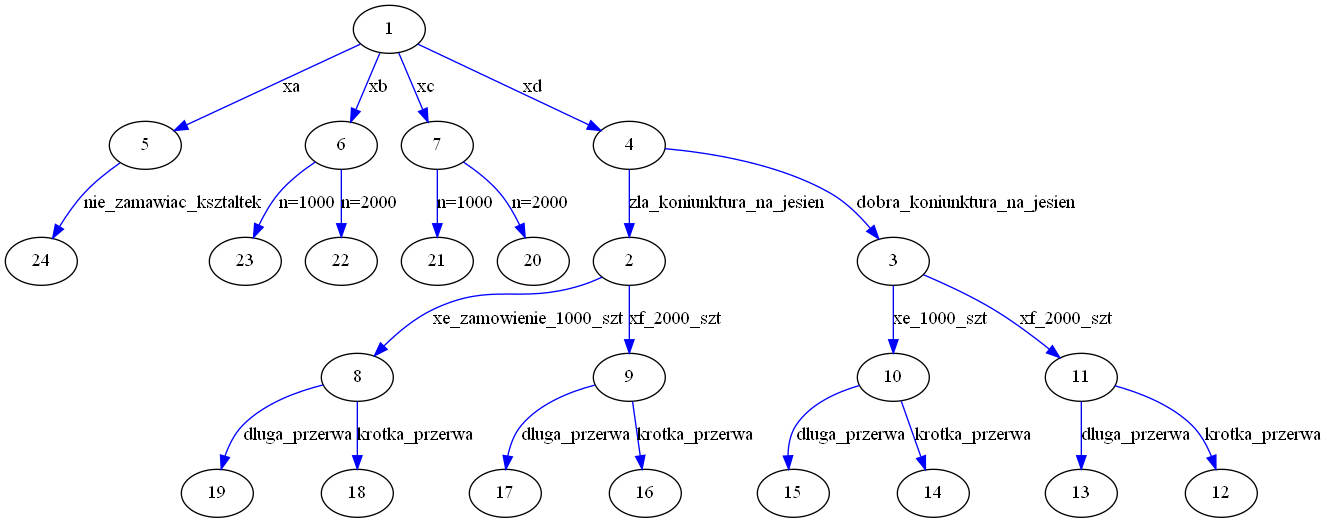 1
xa
xb
xc
xd
5
6
7
4
nie_zamawiac_ksztaltek
n=1000
n=2000
n=1000
n=2000
zla_koniunktura_na_jesien
dobra_koniunktura_na_jesien
24
23
22
21
20
2
3
xe_zamowienie_1000_szt
xf_2000_szt
xe_1000_szt
xf_2000_szt
8
9
10
11
dluga_przerwa
krotka_przerwa
dluga_przerwa
krotka_przerwa
dluga_przerwa
krotka_przerwa
dluga_przerwa
krotka_przerwa
19
18
17
16
15
14
13
12